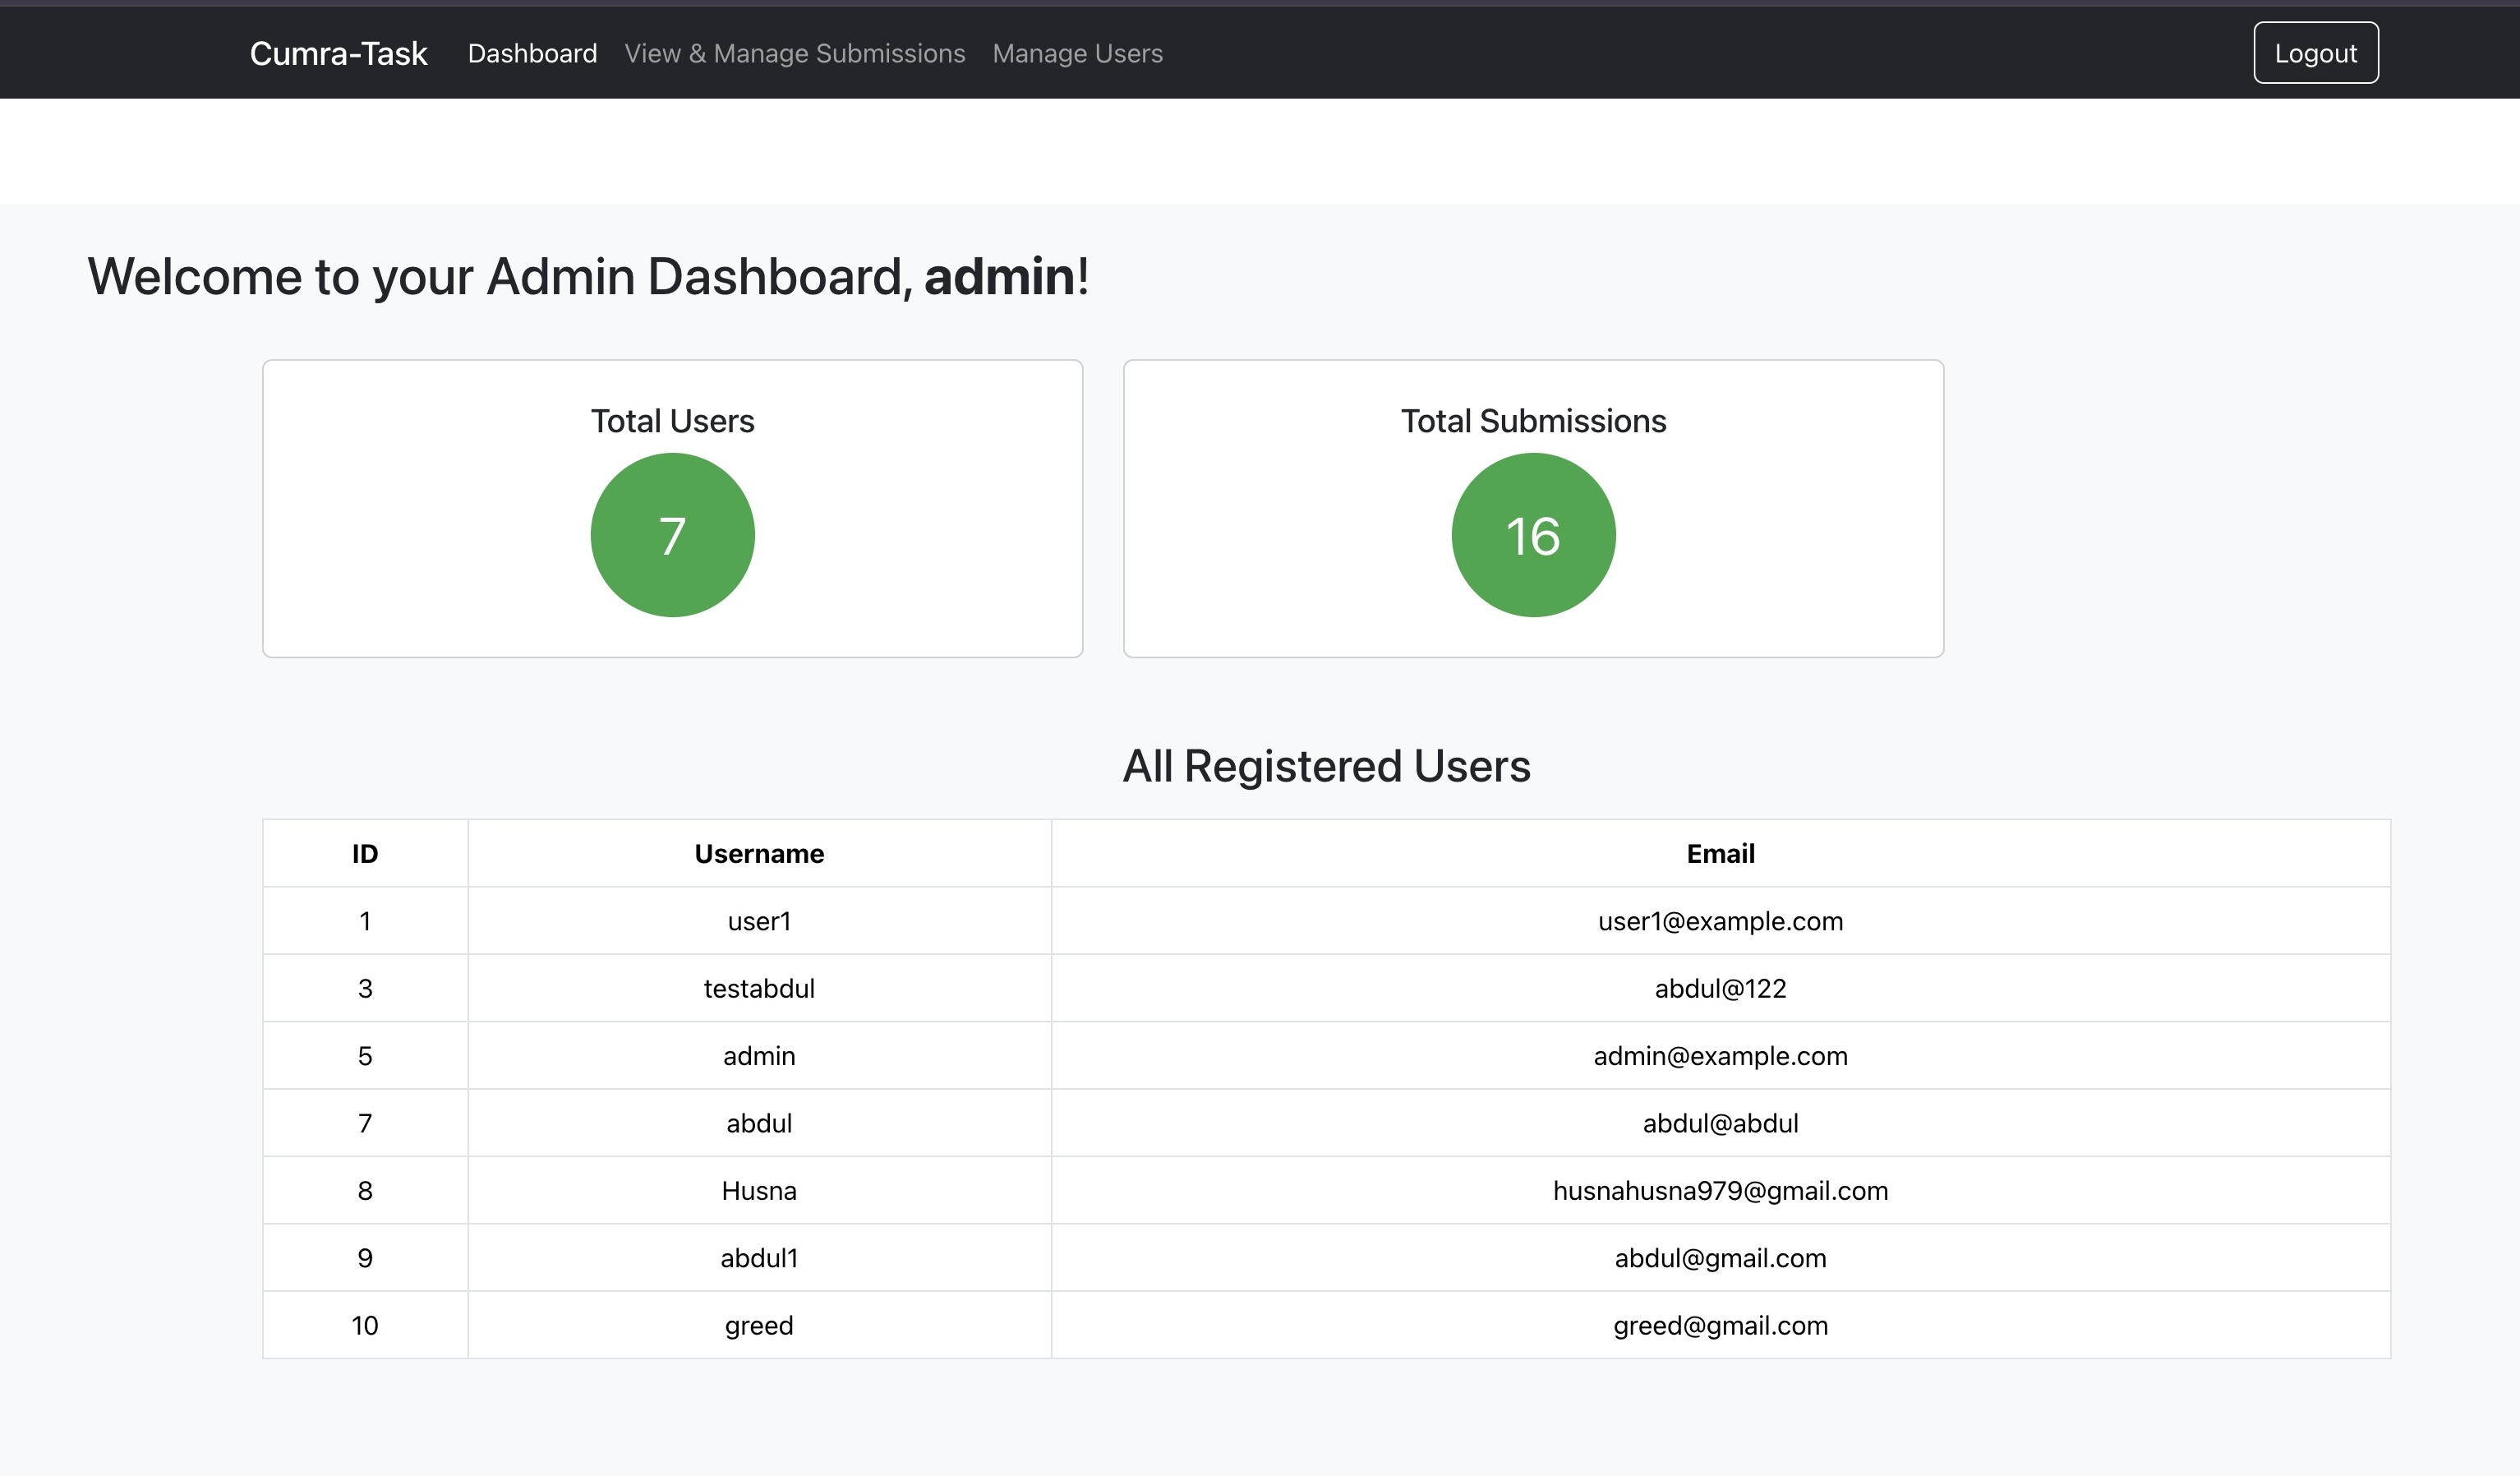 Cumra-Task Dashboard View & Manage Submissions Manage Users Logout
Welcome to your Admin Dashboard, admin!
Total Users
7
Total Submissions
16
All Registered Users
ID Username Email
1 user1 user1@example.com
3 testabdul abdul@122
5 admin admin@example.com
7 abdul abdul@abdul
8 Husna husnahusna979@gmail.com
9 abdul1 abdul@gmail.com
10 greed greed@gmail.com